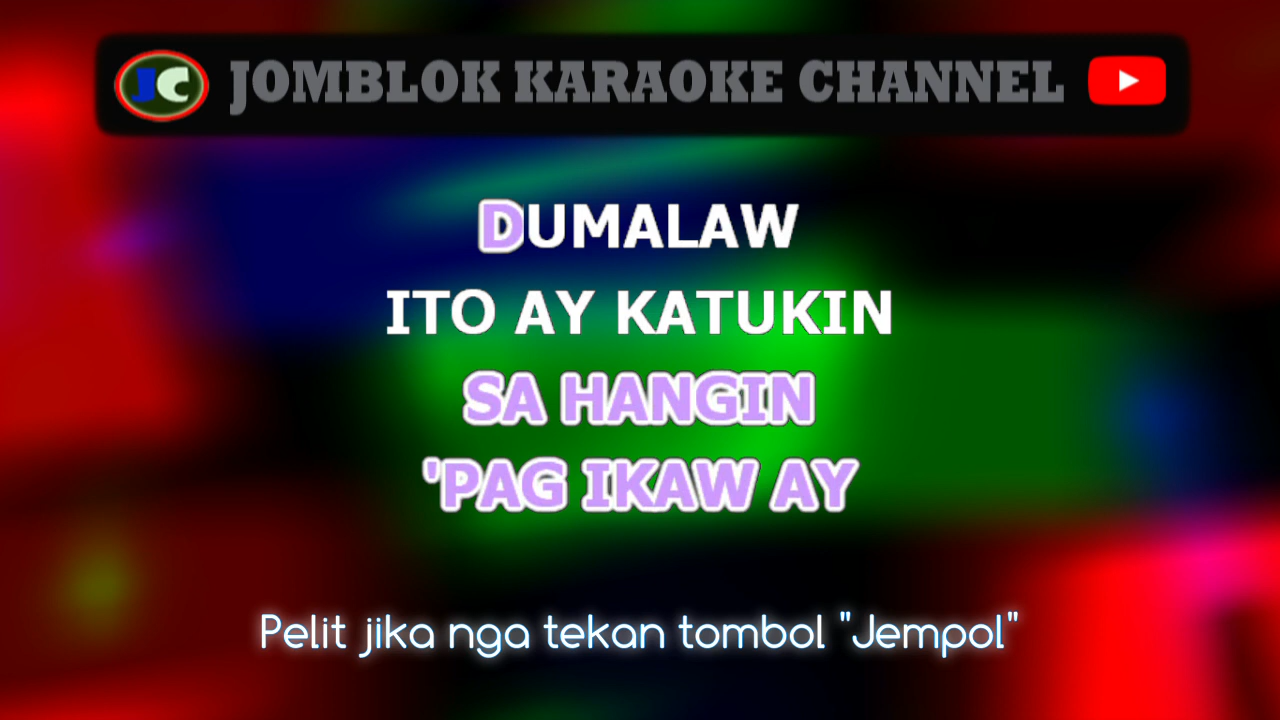 JC JOMBLOK KARAOKE CHANNEL
DUMALAW
ITO AY KATUKIN
SA HANGIN
'PAG IKAW AY
Pelit jika nga tekan tombol "Jempol"